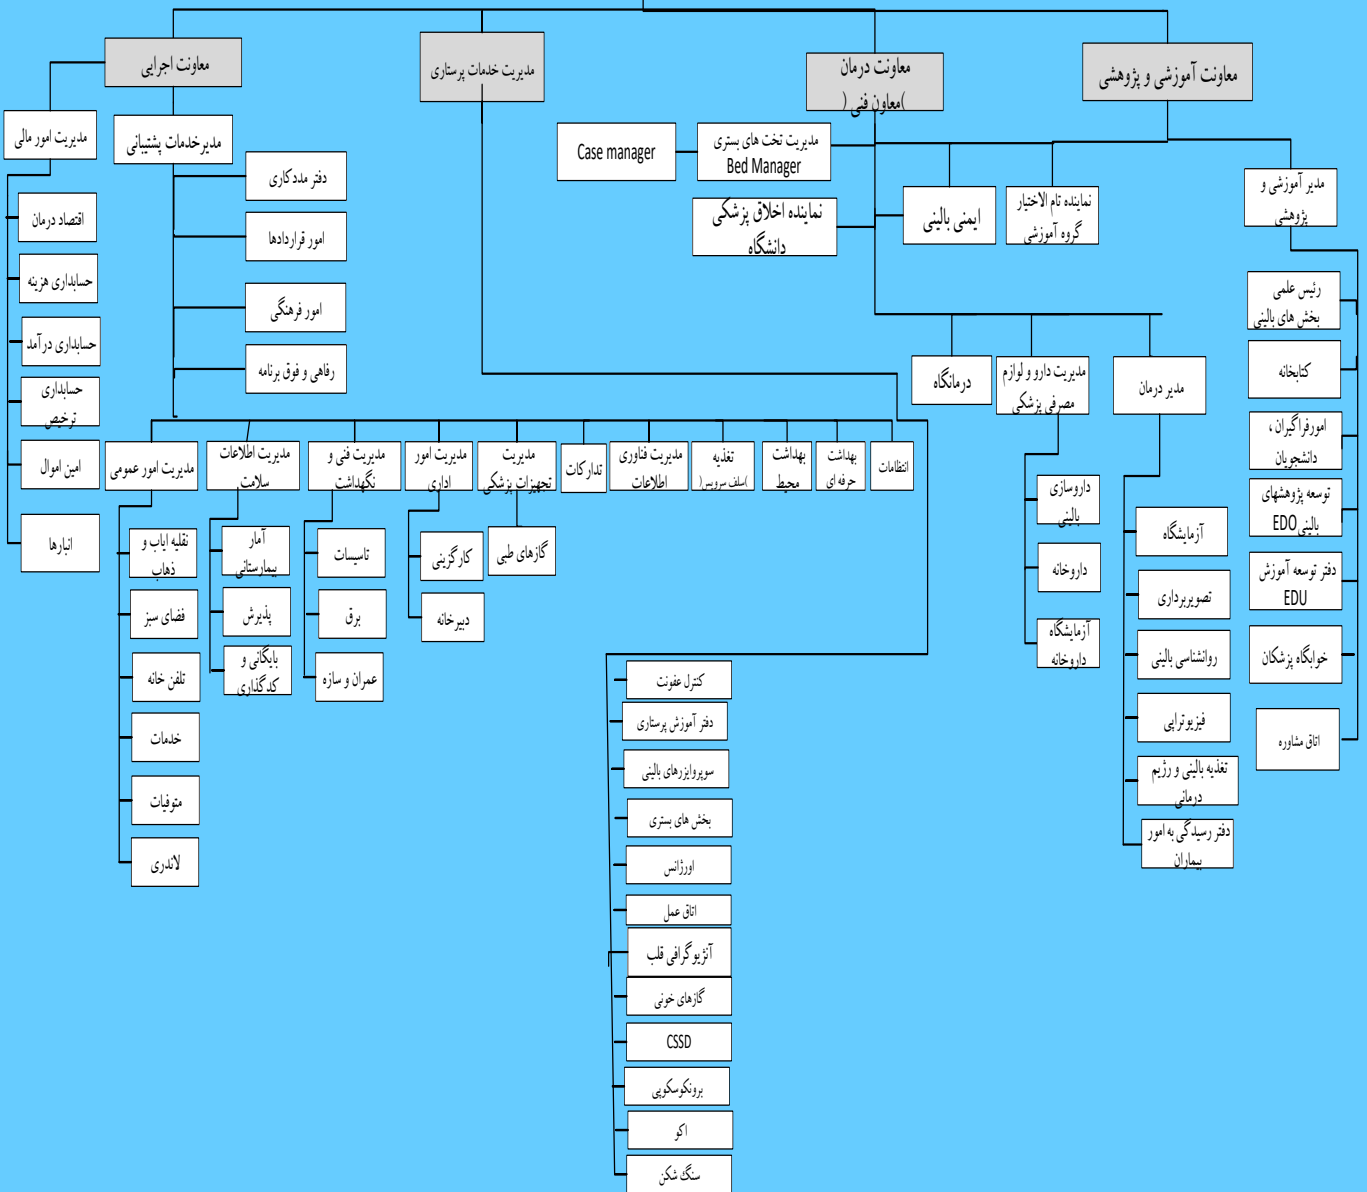 معاونت آموزشی و پژوهشی
معاونت درمان
)معاون فنی (
مدیریت خدمات پرستاری
معاونت اجرایی
مدیر آموزشی و
پژوهشی
رئیس علمی
بخش های بالینی
کتابخانه
امورفراگیران ،
دانشجویان
توسعه پژوهشهای
بالینیEDO
دفتر توسعه آموزش
EDU
خوابگاه پزشکان
اتاق مشاوره
نماینده تام الاختیار
گروه آموزشی
ایمنی بالینی
مدیریت تخت های بستری
Bed Manager
Case manager
نماینده اخلاق پزشکی
دانشگاه
مدیر درمان
آزمایشگاه
تصویربرداری
روانشناسی بالینی
فیزیوتراپی
تغذیه بالینی و رژیم
درمانی
دفتر رسیدگی به امور
بیماران
مدیریت دارو و لوازم
مصرفی پزشکی
داروسازی
بالینی
داروخانه
آزمایشگاه
داروخانه
درمانگاه
کنترل عفونت
دفتر آموزش پرستاری
سوپروایزرهای بالینی
بخش های بستری
اورژانس
اتاق عمل
آنژیوگرافی قلب
گازهای خونی
CSSD
برونکوسکوپی
اکو
سنگ شکن
مدیرخدمات پشتیبانی
دفتر مددکاری
امور قراردادها
امور فرهنگی
رفاهی و فوق برنامه
انتظامات
بهداشت
حرفه ای
بهداشت
محیط
تغذیه
)سلف سرویس(
مدیریت فناوری
اطلاعات
تدارکات
مدیریت
تجهیزات پزشکی
گازهای طبی
مدیریت امور
اداری
کارگزینی
دبیرخانه
مدیریت فنی و
نگهداشت
تاسیسات
برق
عمران و سازه
مدیریت اطلاعات
سلامت
آمار
بیمارستانی
پذیرش
بایگانی و
کدگذاری
مدیریت امور عمومی
نقلیه ایاب و
ذهاب
فضای سبز
تلفن خانه
خدمات
متوفیات
لاندری
مدیریت امور مالی
اقتصاد درمان
حسابداری هزینه
حسابداری درآمد
حسابداری
ترخیص
امین اموال
انبارها